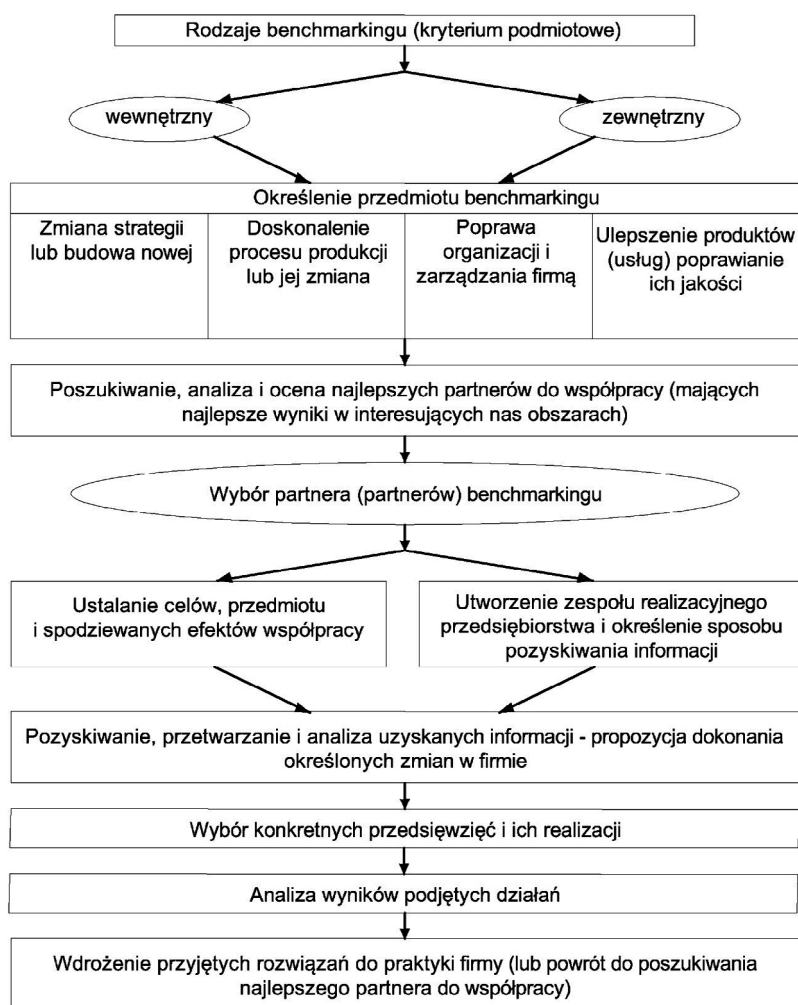 Rodzaje benchmarkingu (kryterium podmiotowe)
wewnętrzny
zewnętrzny
Określenie przedmiotu benchmarkingu
Zmiana strategii
lub budowa nowej
Doskonalenie
procesu produkcji
lub jej zmiana
Poprawa
organizacji i
zarządzania firmą
Ulepszenie produktów
(usług) poprawianie
ich jakości
Poszukiwanie, analiza i ocena najlepszych partnerów do współpracy (mających
najlepsze wyniki w interesujących nas obszarach)
Wybór partnera (partnerów) benchmarkingu
Ustalanie celów, przedmiotu
i spodziewanych efektów współpracy
Utworzenie zespołu realizacyjnego
przedsiębiorstwa i określenie sposobu
pozyskiwania informacji
Pozyskiwanie, przetwarzanie i analiza uzyskanych informacji - propozycja dokonania
określonych zmian w firmie
Wybór konkretnych przedsięwzięć i ich realizacji
Analiza wyników podjętych działań
Wdrożenie przyjętych rozwiązań do praktyki firmy (lub powrót do poszukiwania
najlepszego partnera do współpracy)